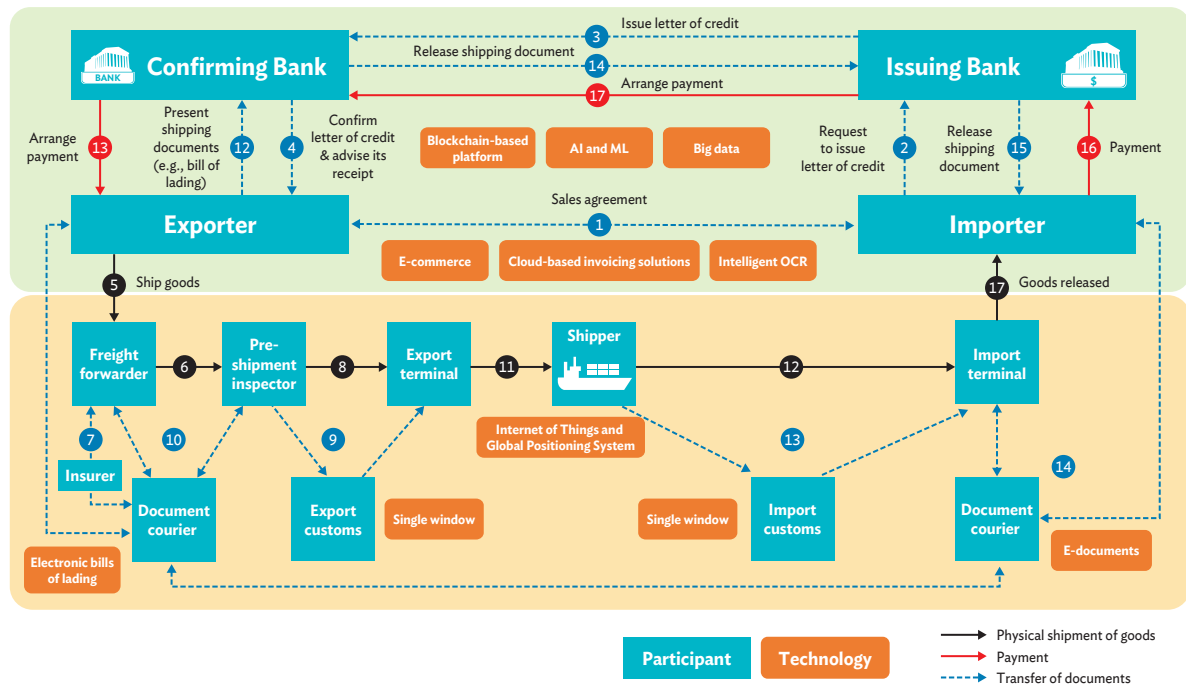 Issue letter of credit
3
Release shipping document
14
Arrange payment
17
BANK
Confirming Bank
Issuing Bank
$
Arrange
payment
13
Present
shipping
documents
(e.g., bill of
lading)
12
4
Confirm
letter of credit
& advise its
receipt
Blockchain-based
platform
AI and ML
Big data
Request
to issue
letter of credit
2
Release
shipping
document
15
16
Payment
Sales agreement
1
Exporter
Importer
E-commerce
Cloud-based invoicing solutions
Intelligent OCR
5
Ship goods
17
Goods released
Freight
forwarder
6
Pre-
shipment
inspector
8
Export
terminal
11
Shipper
12
Import
terminal
7
10
9
Internet of Things and
Global Positioning System
13
14
Insurer
Document
courier
Export
customs
Single window
Single window
Import
customs
Document
courier
Electronic bills
of lading
E-documents
Participant
Technology
Physical shipment of goods
Payment
Transfer of documents